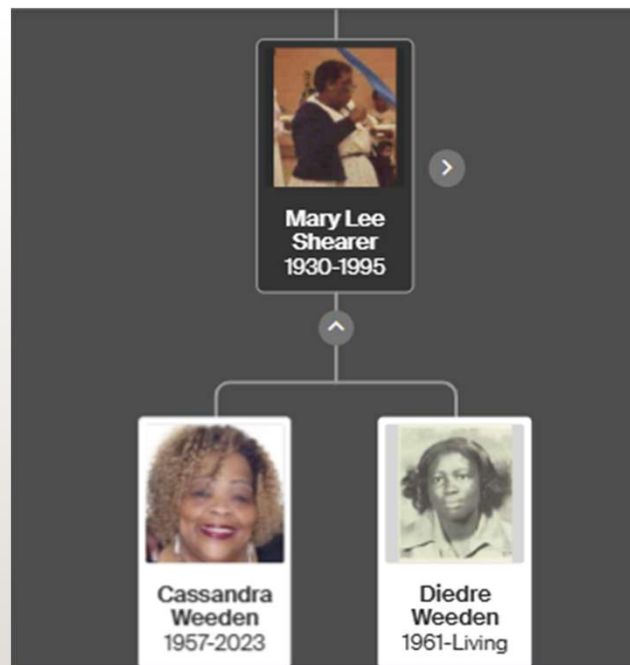 Mary Lee
Shearer
1930-1995
Cassandra
Weeden
1957-2023
Diedre
Weeden
1961-Living